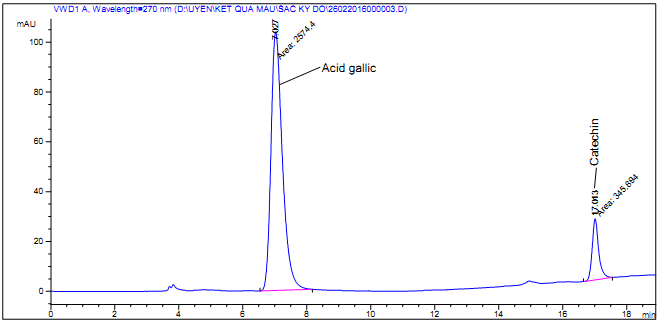 VWD1 A, Wavelength=270 nm (D:\UYEN\KET QUA MAU\SAC KY DO\26022016000003.D)
mAU
7.027
Area: 2574.4
Acid gallic
Catechin
17.013
Area: 345.694
100
80
60
40
20
0
0 2 4 6 8 10 12 14 16 18 min